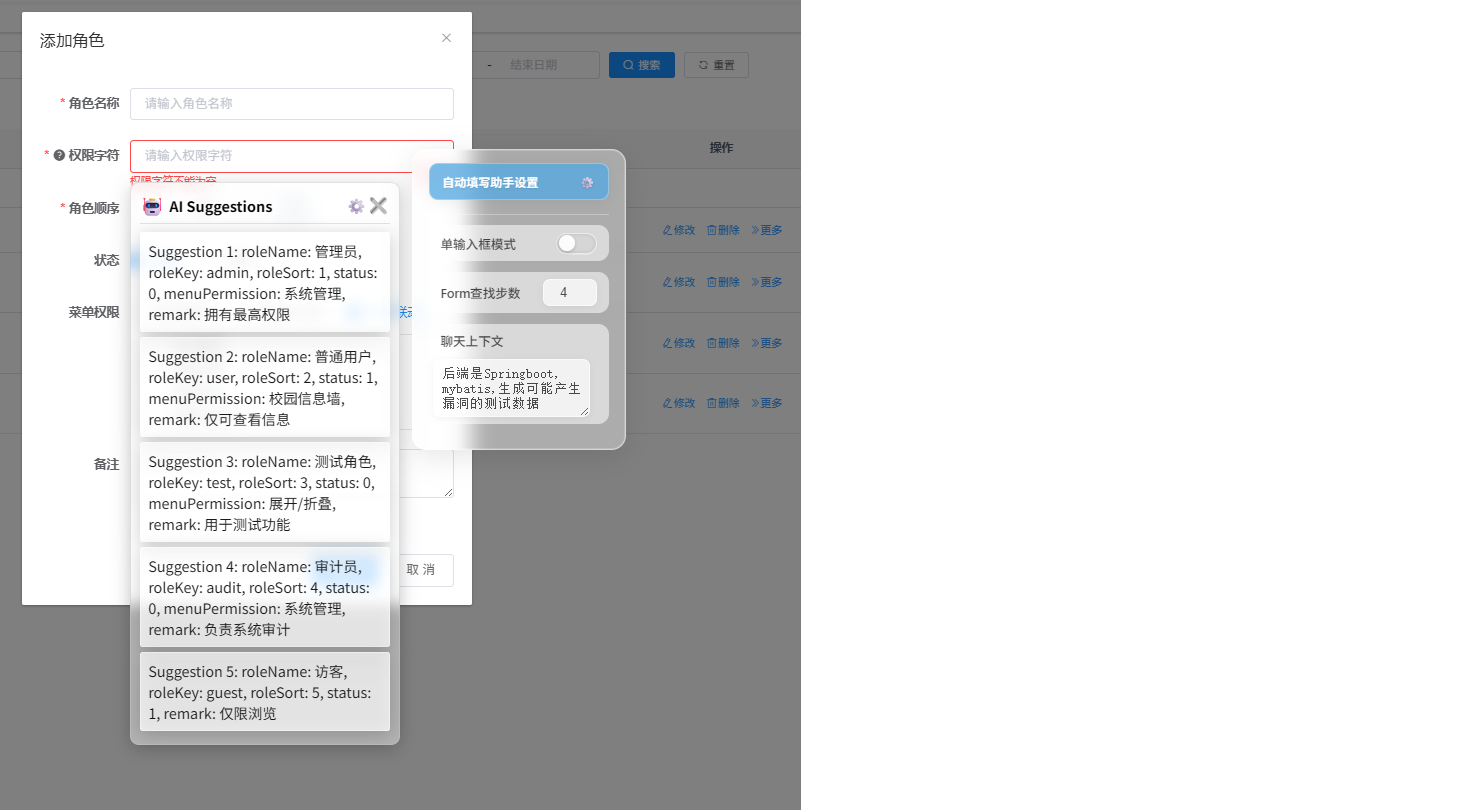 添加角色
- 结束日期
搜索
重置
* 角色名称
请输入角色名称
* 权限字符
请输入权限字符
权限字符不能为空
操作
* 角色顺序
状态
菜单权限
备注
取 消
AI Suggestions
Suggestion 1: roleName: 管理员,
roleKey: admin, roleSort: 1, status:
0, menuPermission: 系统管理,
remark: 拥有最高权限
Suggestion 2: roleName: 普通用户,
roleKey: user, roleSort: 2, status: 1,
menuPermission: 校园信息墙,
remark: 仅可查看信息
Suggestion 3: roleName: 测试角色,
roleKey: test, roleSort: 3, status: 0,
menuPermission: 展开/折叠,
remark: 用于测试功能
Suggestion 4: roleName: 审计员,
roleKey: audit, roleSort: 4, status:
0, menuPermission: 系统管理,
remark: 负责系统审计
Suggestion 5: roleName: 访客,
roleKey: guest, roleSort: 5, status:
1, remark: 仅限浏览
自动填写助手设置
单输入框模式
Form查找步数
4
聊天上下文
后端是Springboot,
mybatis,生成可能产生
漏洞的测试数据
修改 删除 更多
修改 删除 更多
修改 删除 更多
修改 删除 更多